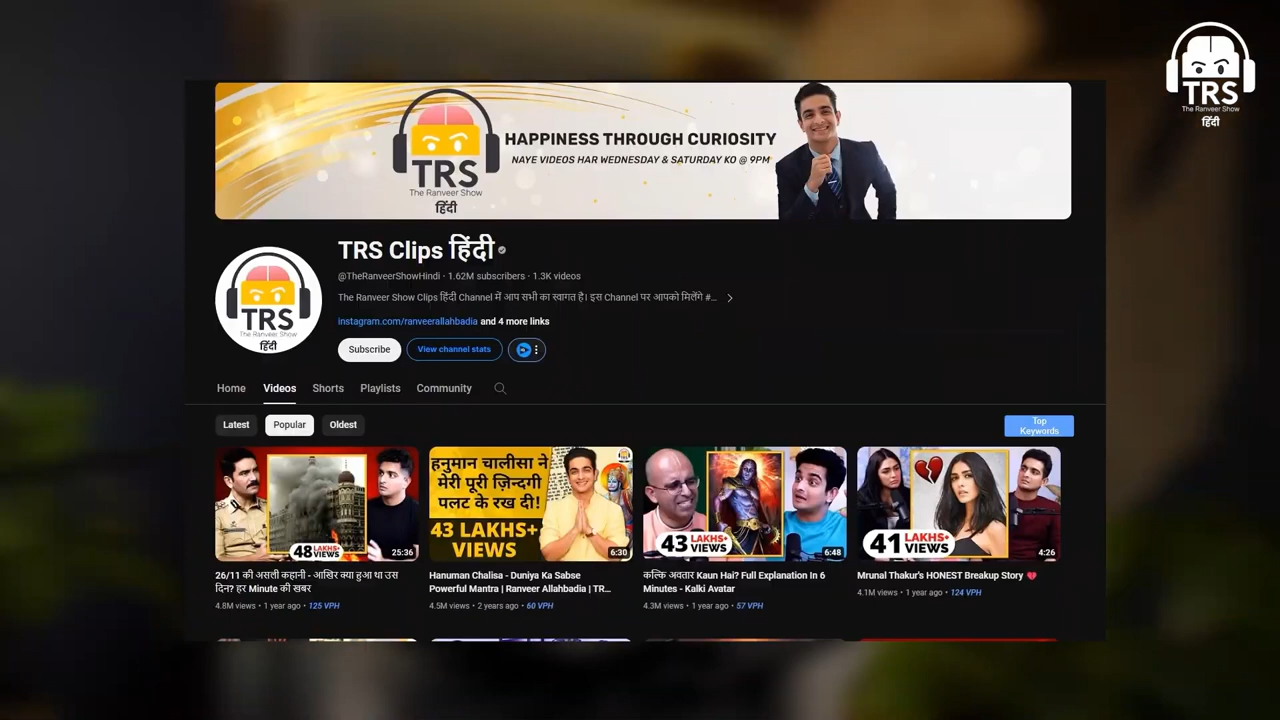 TRS
The Ranveer Show
हिंदी
TRS
The Ranveer Show
हिंदी
HAPPINESS THROUGH CURIOSITY
NAYE VIDEOS HAR WEDNESDAY & SATURDAY KO @ 9PM
TRS
The Ranveer Show
हिंदी
TRS Clips हिंदी
@TheRanveerShowHindi · 1.62M subscribers · 1.3K videos
The Ranveer Show Clips हिंदी Channel में आप सभी का स्वागत है। इस Channel पर आपको मिलेंगे #...
instagram.com/ranveerallahbadia and 4 more links
Subscribe
View channel stats
Home
Videos
Shorts
Playlists
Community
Latest
Popular
Oldest
Top
Keywords
48 LAKHS+
VIEWS
25:36
हनुमान चालीसा ने
मेरी पूरी ज़िन्दगी
पलट के रख दी!
43 LAKHS+
VIEWS
6:30
43 LAKHS+
VIEWS
6:48
41 LAKHS+
VIEWS
4:26
26/11 की असली कहानी - आखिर क्या हुआ था उस
दिन? हर Minute की खबर
4.8M views • 1 year ago • 125 VPH
Hanuman Chalisa - Duniya Ka Sabse
Powerful Mantra | Ranveer Allahbadia | TR...
4.5M views • 2 years ago • 60 VPH
कल्कि अवतार Kaun Hai? Full Explanation In 6
Minutes - Kalki Avatar
4.3M views • 1 year ago • 57 VPH
Mrunal Thakur's HONEST Breakup Story 💔
4.1M views • 1 year ago • 124 VPH